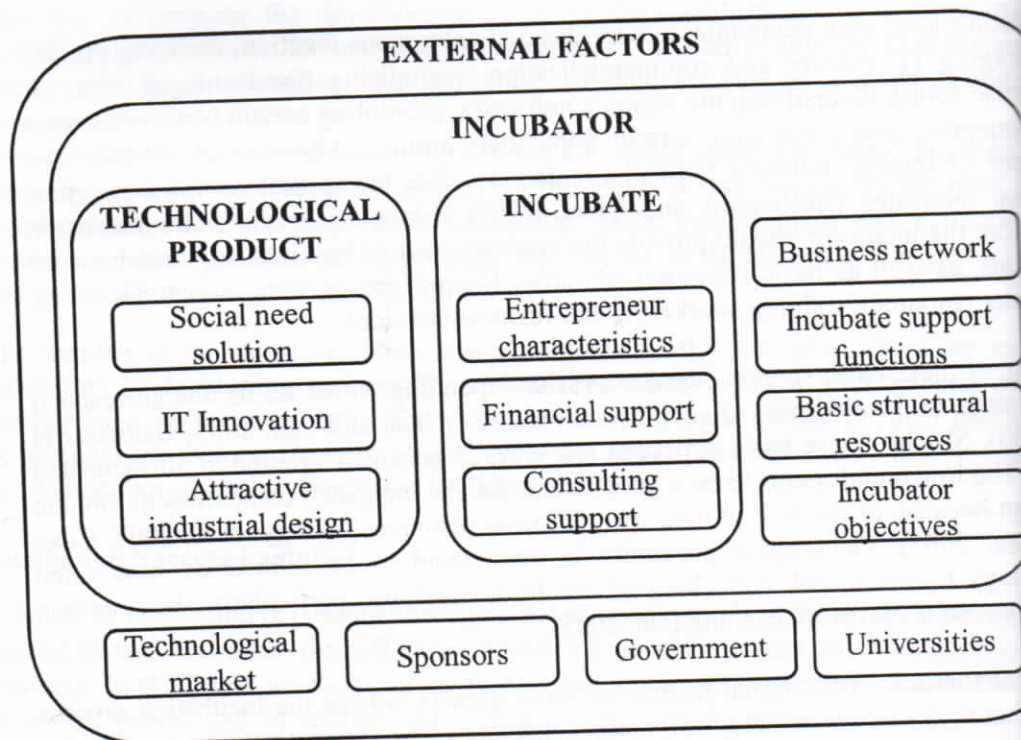 EXTERNAL FACTORS
INCUBATOR
TECHNOLOGICAL
PRODUCT
Social need
solution
IT Innovation
Attractive
industrial design
INCUBATE
Entrepreneur
characteristics
Financial support
Consulting
support
Business network
Incubate support
functions
Basic structural
resources
Incubator
objectives
Technological
market
Sponsors
Government
Universities